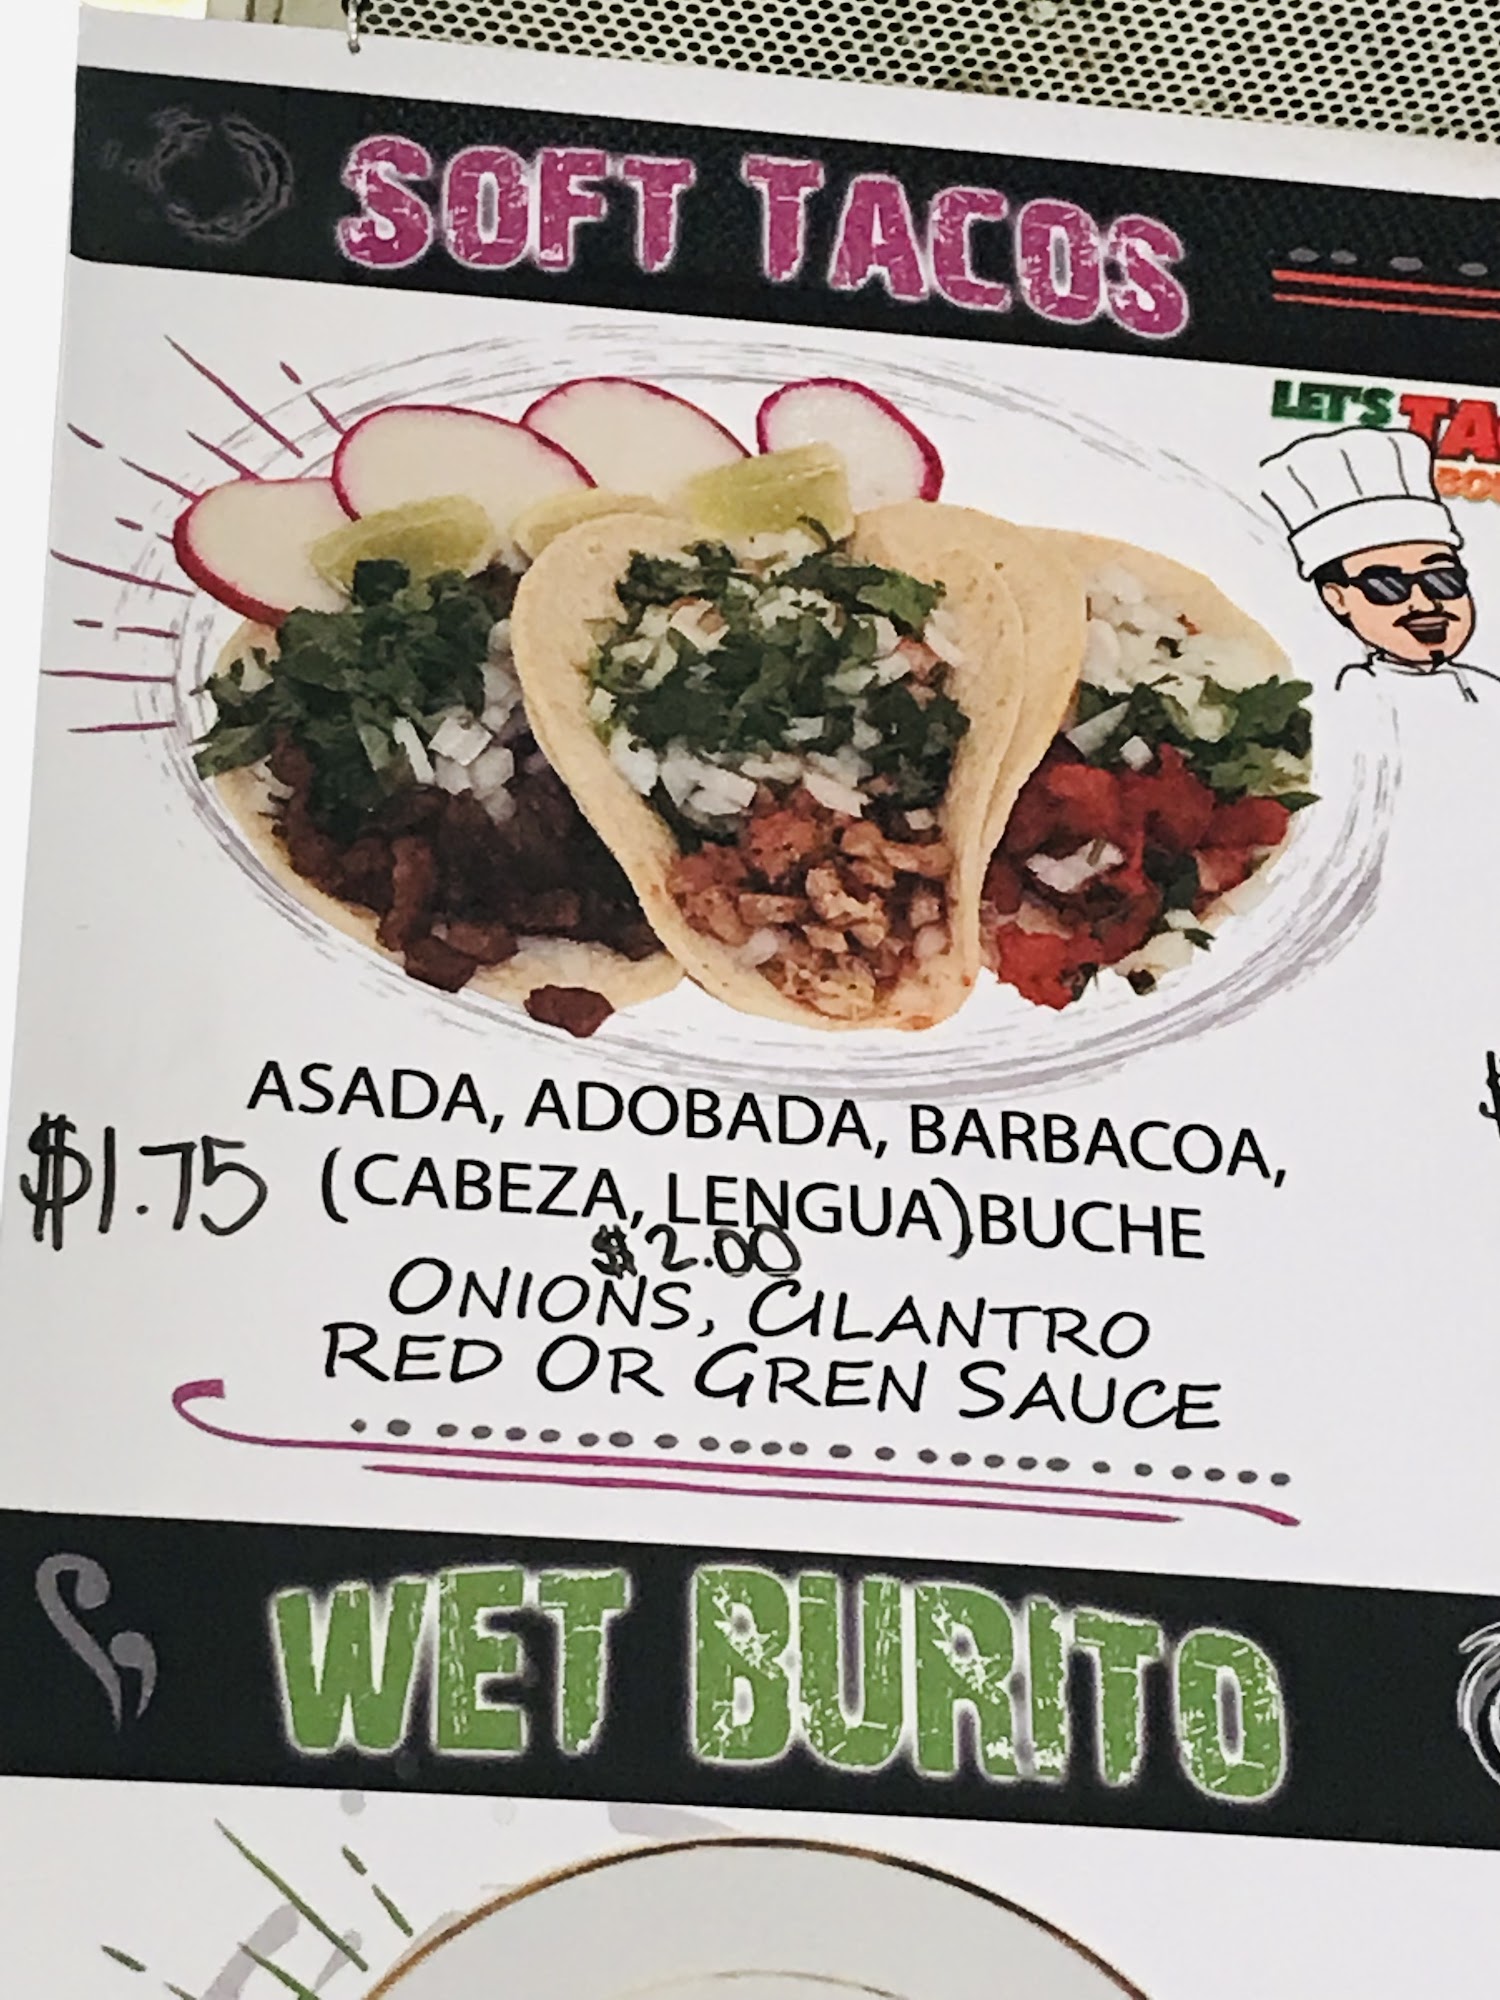 SOFT TACOS
LET'S
ASADA, ADOBADA, BARBACOA,
$1.75 (CABEZA, LENGUA) BUCHE
$2.00
ONIONS, CILANTRO
RED OR GREN SAUCE
WET BURITO